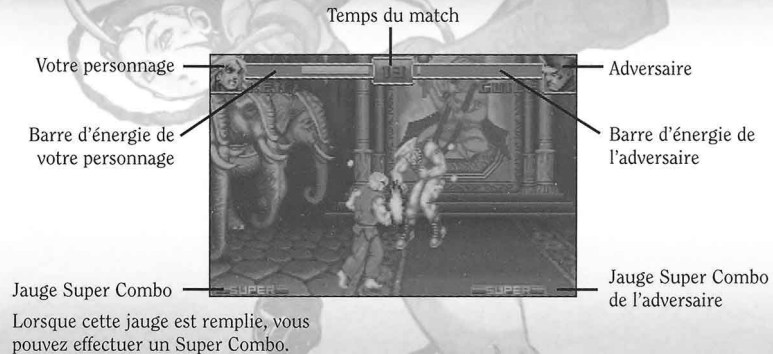 Temps du match
Votre personnage
Adversaire
Barre d'énergie de
votre personnage
Barre d'énergie de
l'adversaire
SUPER
SUPER
Jauge Super Combo
Lorsque cette jauge est remplie, vous
pouvez effectuer un Super Combo.
Jauge Super Combo
de l'adversaire